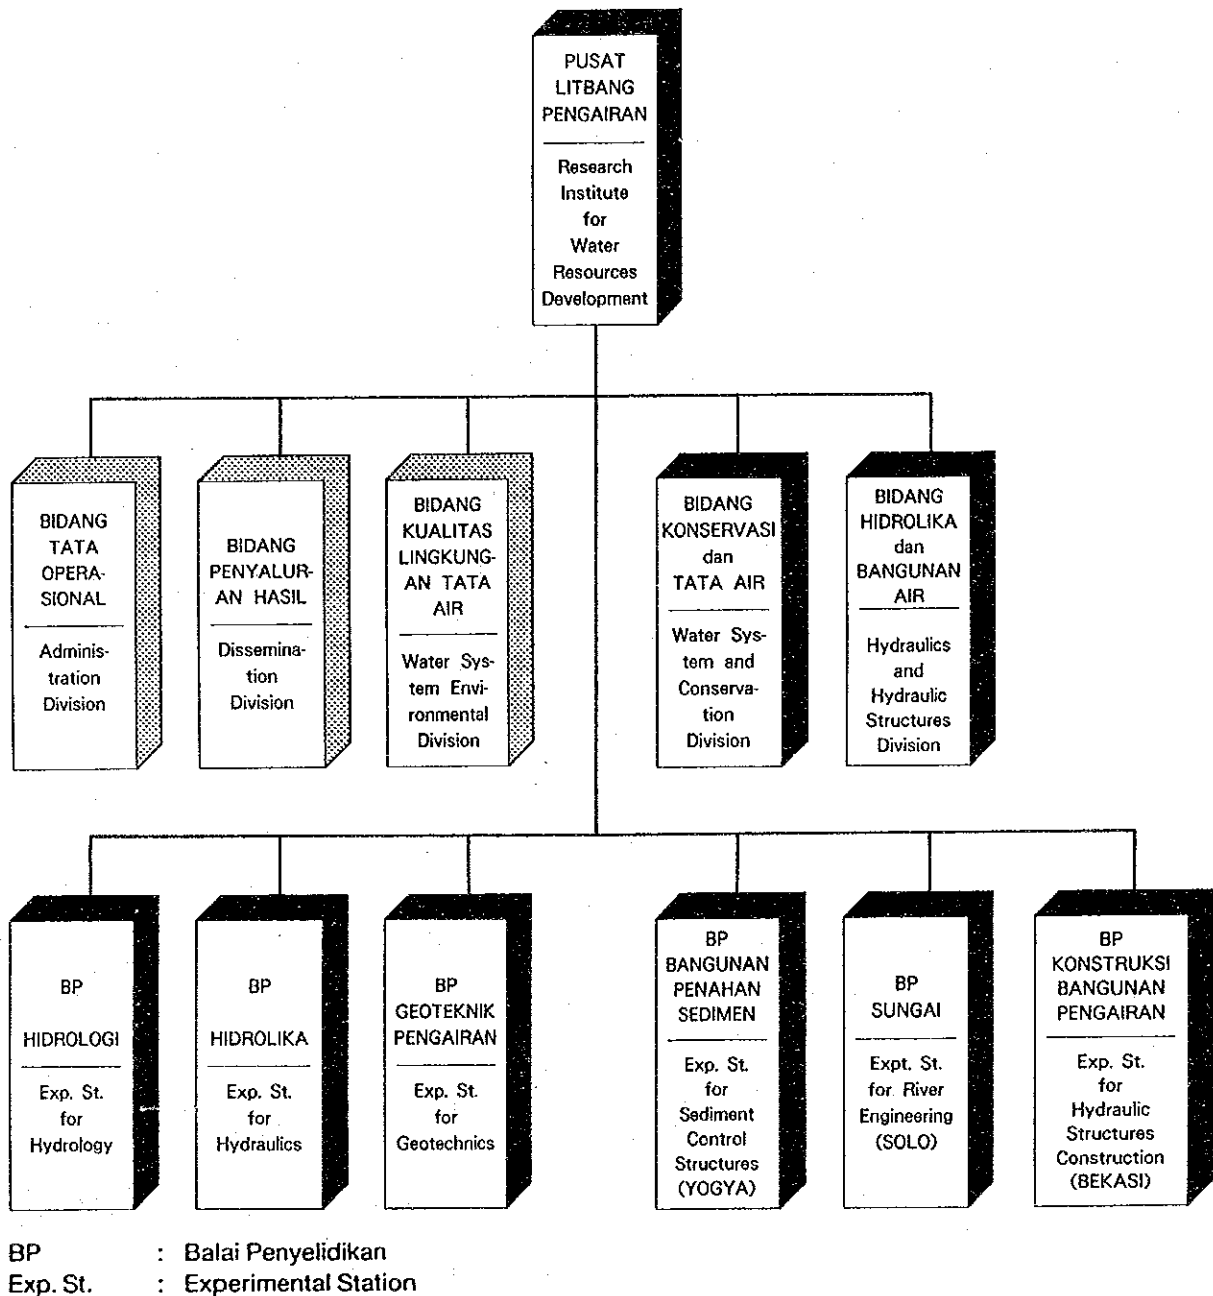 PUSAT
LITBANG
PENGAIRAN
Research
Institute
for
Water
Resources
Development
BIDANG
TATA
OPERA-
SIONAL
Adminis-
tration
Division
BIDANG
PENYALUR-
AN HASIL
Dissemina-
tion
Division
BIDANG
KUALITAS
LINGKUNG-
AN TATA
AIR
Water Sys-
tem Envi-
ronmental
Division
BIDANG
KONSERVASI
dan
TATA AIR
Water Sys-
tem and
Conserva-
tion
Division
BIDANG
HIDROLIKA
dan
BANGUNAN
AIR
Hydraulics
and
Hydraulic
Structures
Division
BP
HIDROLOGI
Exp. St.
for
Hydrology
BP
HIDROLIKA
Exp. St.
for
Hydraulics
BP
GEOTEKNIK
PENGAIRAN
Exp. St.
for
Geotechnics
BP
BANGUNAN
PENAHAN
SEDIMEN
Exp. St.
for
Sediment
Control
Structures
(YOGYA)
BP
SUNGAI
Expt. St.
for River
Engineering
(SOLO)
BP
KONSTRUKSI
BANGUNAN
PENGAIRAN
Exp. St.
for
Hydraulic
Structures
Construction
(BEKASI)
BP : Balai Penyelidikan
Exp. St. : Experimental Station